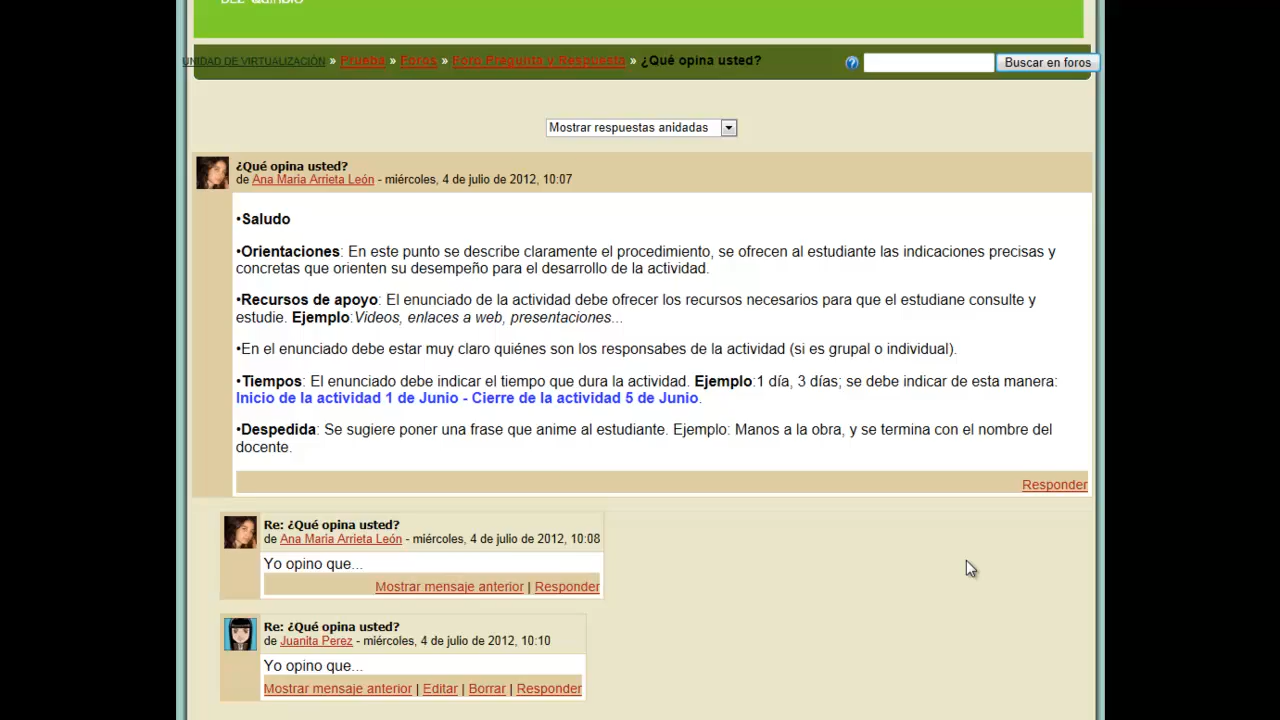 UNIDAD DE VIRTUALIZACIÓN » Prueba » Foros » Foro Pregunta y Respuesta » ¿Qué opina usted?
? Buscar en foros
Mostrar respuestas anidadas
¿Qué opina usted?
de Ana Maria Arrieta León - miércoles, 4 de julio de 2012, 10:07
•Saludo
•Orientaciones: En este punto se describe claramente el procedimiento, se ofrecen al estudiante las indicaciones precisas y
concretas que orienten su desempeño para el desarrollo de la actividad.
•Recursos de apoyo: El enunciado de la actividad debe ofrecer los recursos necesarios para que el estudiane consulte y
estudie. Ejemplo:Videos, enlaces a web, presentaciones...
•En el enunciado debe estar muy claro quiénes son los responsabes de la actividad (si es grupal o individual).
•Tiempos: El enunciado debe indicar el tiempo que dura la actividad. Ejemplo:1 día, 3 días; se debe indicar de esta manera:
Inicio de la actividad 1 de Junio - Cierre de la actividad 5 de Junio.
•Despedida: Se sugiere poner una frase que anime al estudiante. Ejemplo: Manos a la obra, y se termina con el nombre del
docente.
Responder
Re: ¿Qué opina usted?
de Ana Maria Arrieta León - miércoles, 4 de julio de 2012, 10:08
Yo opino que...
Mostrar mensaje anterior | Responder
Re: ¿Qué opina usted?
de Juanita Perez - miércoles, 4 de julio de 2012, 10:10
Yo opino que...
Mostrar mensaje anterior | Editar | Borrar | Responder